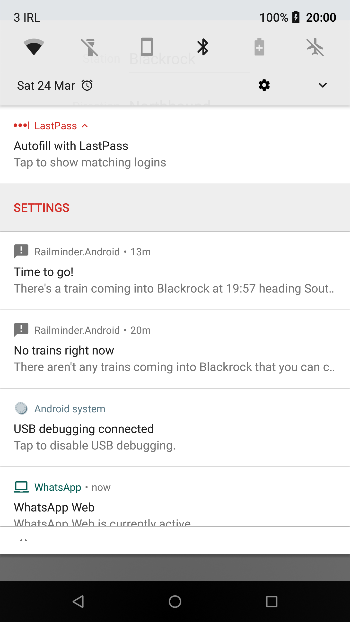 3 IRL 100% 20:00
Blackrock
Sat 24 Mar
LastPass
Autofill with LastPass
Tap to show matching logins
SETTINGS
Railminder.Android • 13m
Time to go!
There's a train coming into Blackrock at 19:57 heading Sout..
Railminder.Android • 20m
No trains right now
There aren't any trains coming into Blackrock that you can c..
Android system
USB debugging connected
Tap to disable USB debugging.
WhatsApp • now
WhatsApp Web
WhatsApp Web is currently active